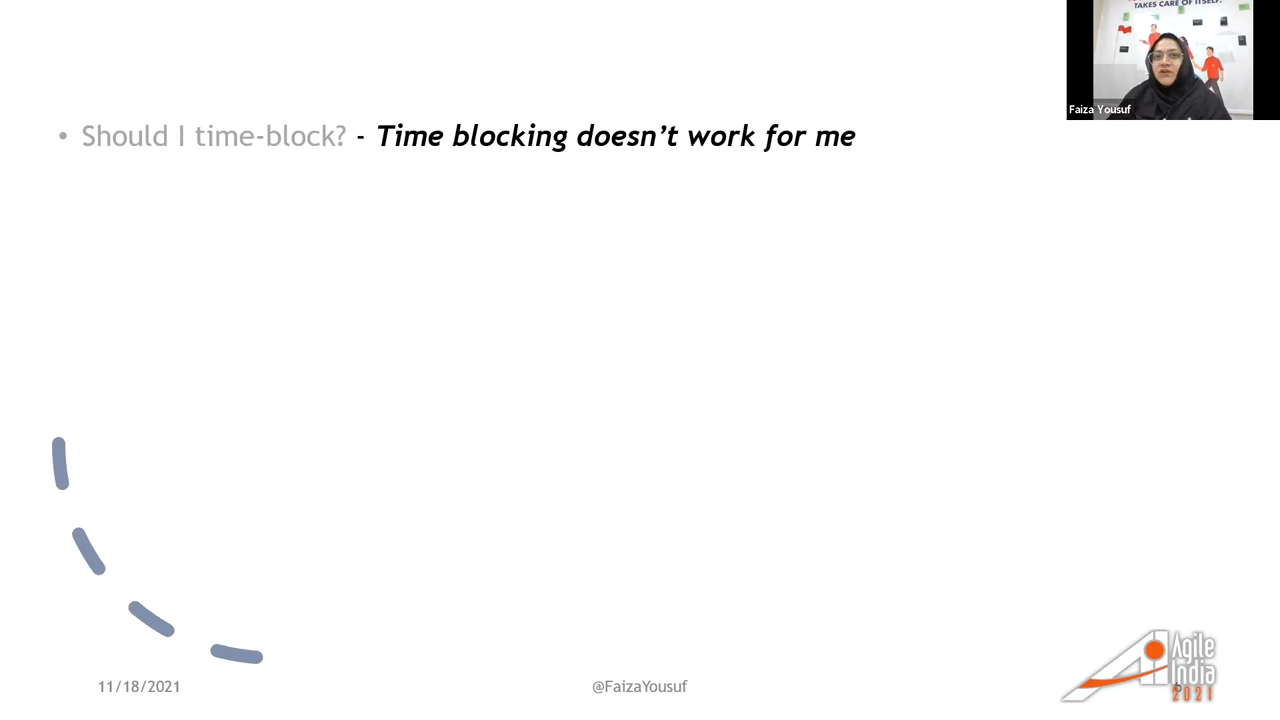 TAKES CARE OF ITSELF.
Faiza Yousuf
• Should I time-block? - Time blocking doesn't work for me
11/18/2021
@FaizaYousuf
Agile
India
2021